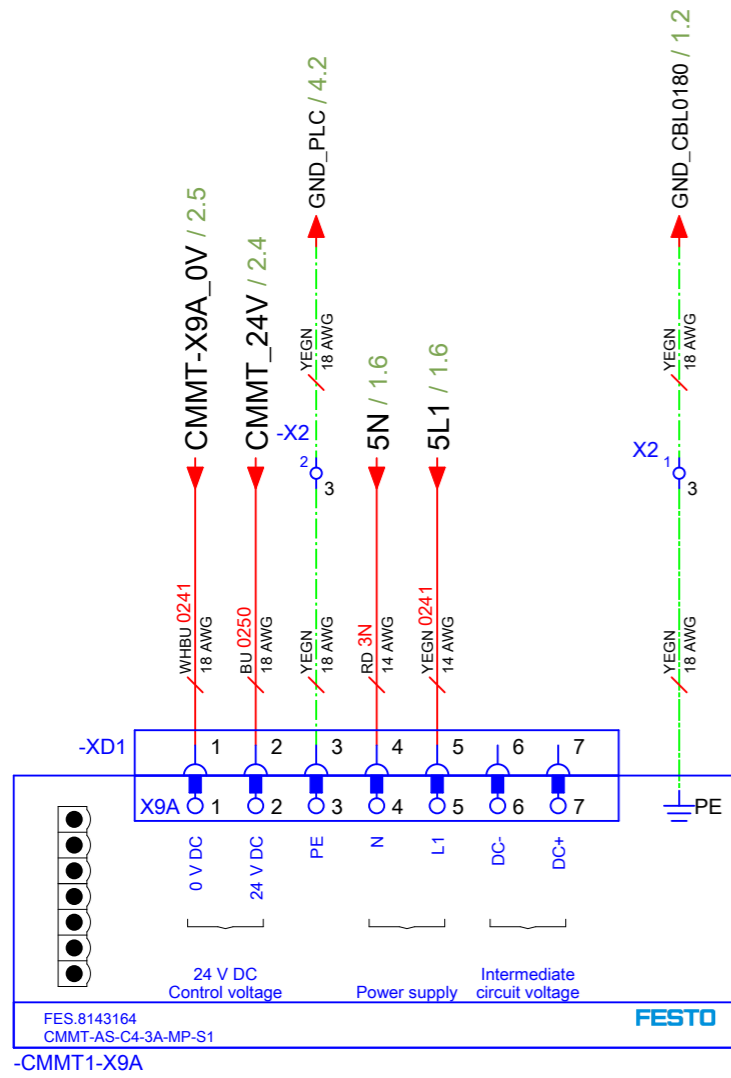 GND_PLC / 4.2
GND_CBL0180 / 1.2
CMMT-X9A_0V / 2.5
CMMT_24V / 2.4
YEGN
18 AWG
YEGN
18 AWG
5N / 1.6
5L1 / 1.6
-X2
2
3
X2
1
3
WHBU 0241
18 AWG
BU 0250
18 AWG
YEGN
18 AWG
RD 3N
14 AWG
YEGN 0241
14 AWG
YEGN
18 AWG
-XD1 1 2 3 4 5 6 7
X9A 1 2 3 4 5 6 7
PE
0 V DC
24 V DC
PE
N
L1
DC-
DC+
24 V DC
Control voltage
Power supply
Intermediate
circuit voltage
FES.8143164
CMMT-AS-C4-3A-MP-S1
FESTO
-CMMT1-X9A